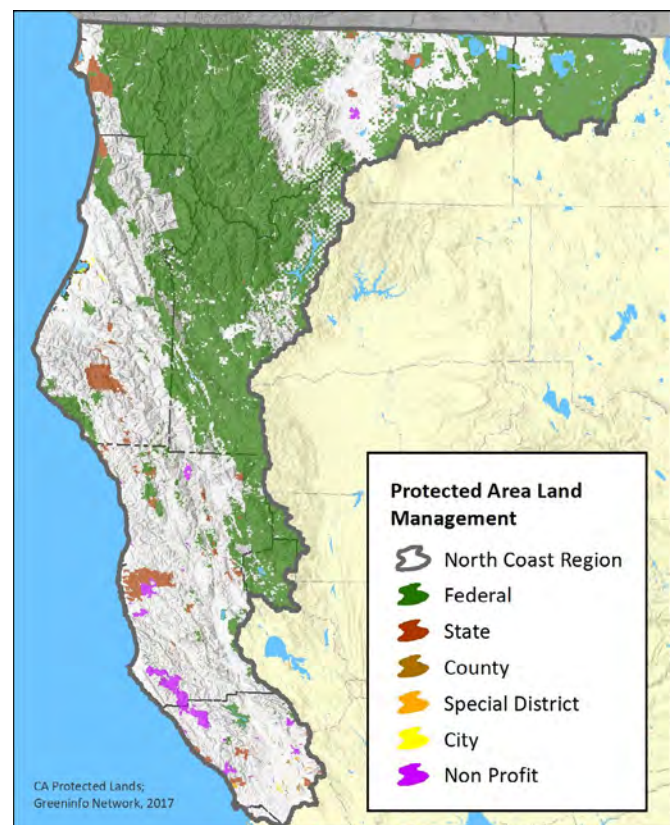 Protected Area Land
Management
North Coast Region
Federal
State
County
Special District
City
Non Profit
CA Protected Lands;
Greeninfo Network, 2017